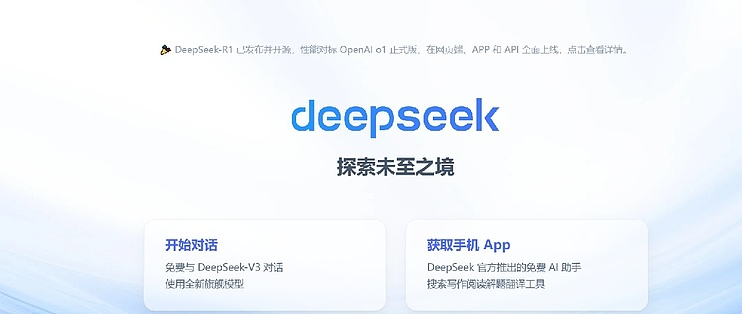 DeepSeek-R1 已发布并开源，性能对标 OpenAI o1 正式版，在网页端、APP 和 API 全面上线，点击查看详情。
deepseek
探索未至之境
开始对话
免费与 DeepSeek-V3 对话
使用全新旗舰模型
获取手机 App
DeepSeek 官方推出的免费 AI 助手
搜索写作阅读解题翻译工具